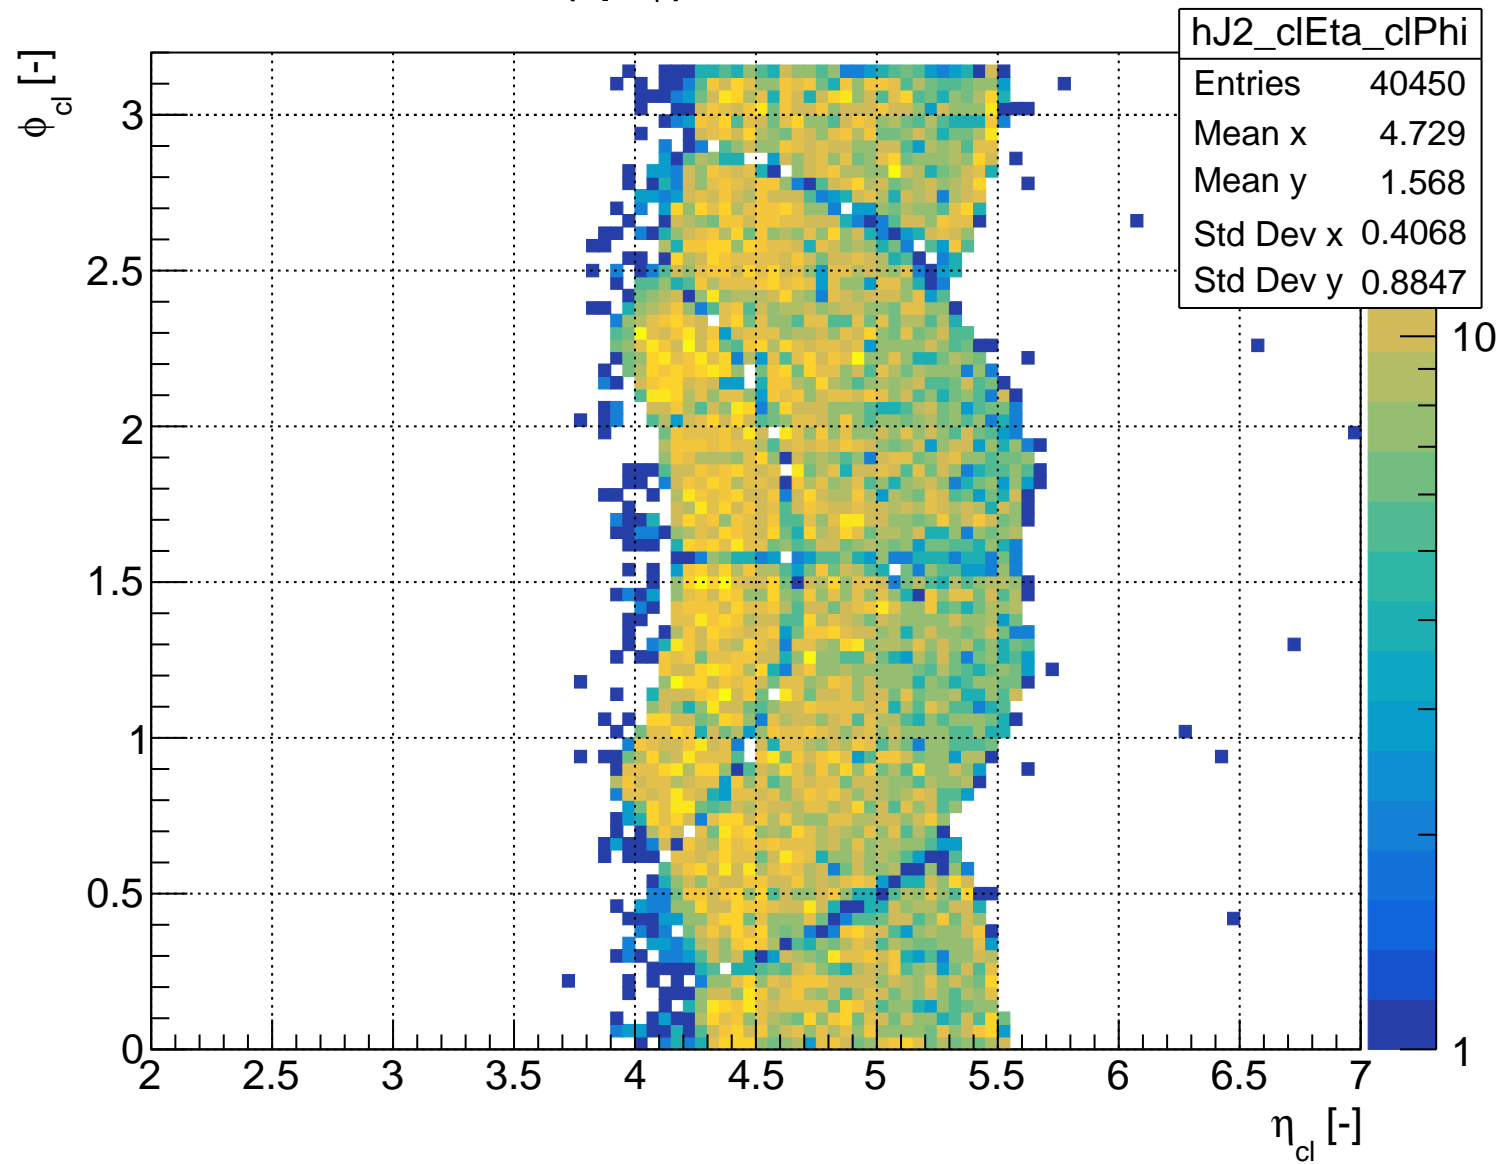 hJ2_clEta_clPhi
Entries 40450
Mean x 4.729
Mean y 1.568
Std Dev x 0.4068
Std Dev y 0.8847
ϕcl [-]
3
2.5
2
1.5
1
0.5
0
10
1
2 2.5 3 3.5 4 4.5 5 5.5 6 6.5 7
ηcl [-]